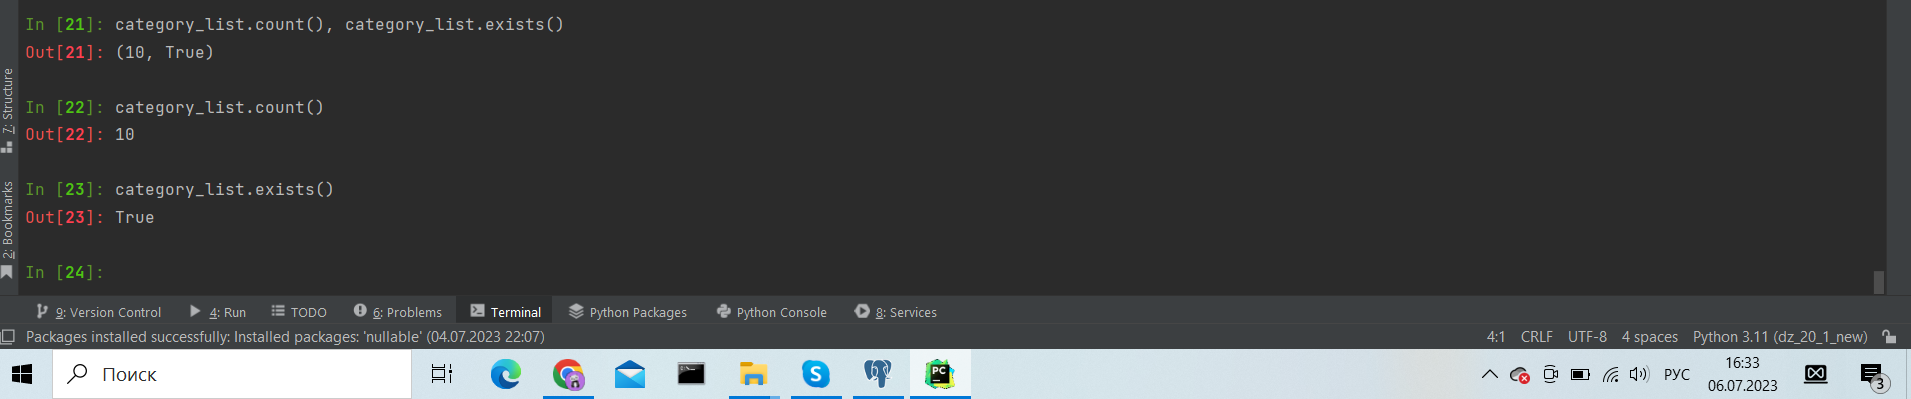 In [21]: category_list.count(), category_list.exists()
Out[21]: (10, True)
In [22]: category_list.count()
Out[22]: 10
In [23]: category_list.exists()
Out[23]: True
In [24]:
7: Structure
2: Bookmarks
9: Version Control 4: Run TODO 6: Problems Terminal Python Packages Python Console 8: Services
Packages installed successfully: Installed packages: 'nullable' (04.07.2023 22:07) 4:1 CRLF UTF-8 4 spaces Python 3.11 (dz_20_1_new)
Поиск PC РУС 16:33
06.07.2023 3